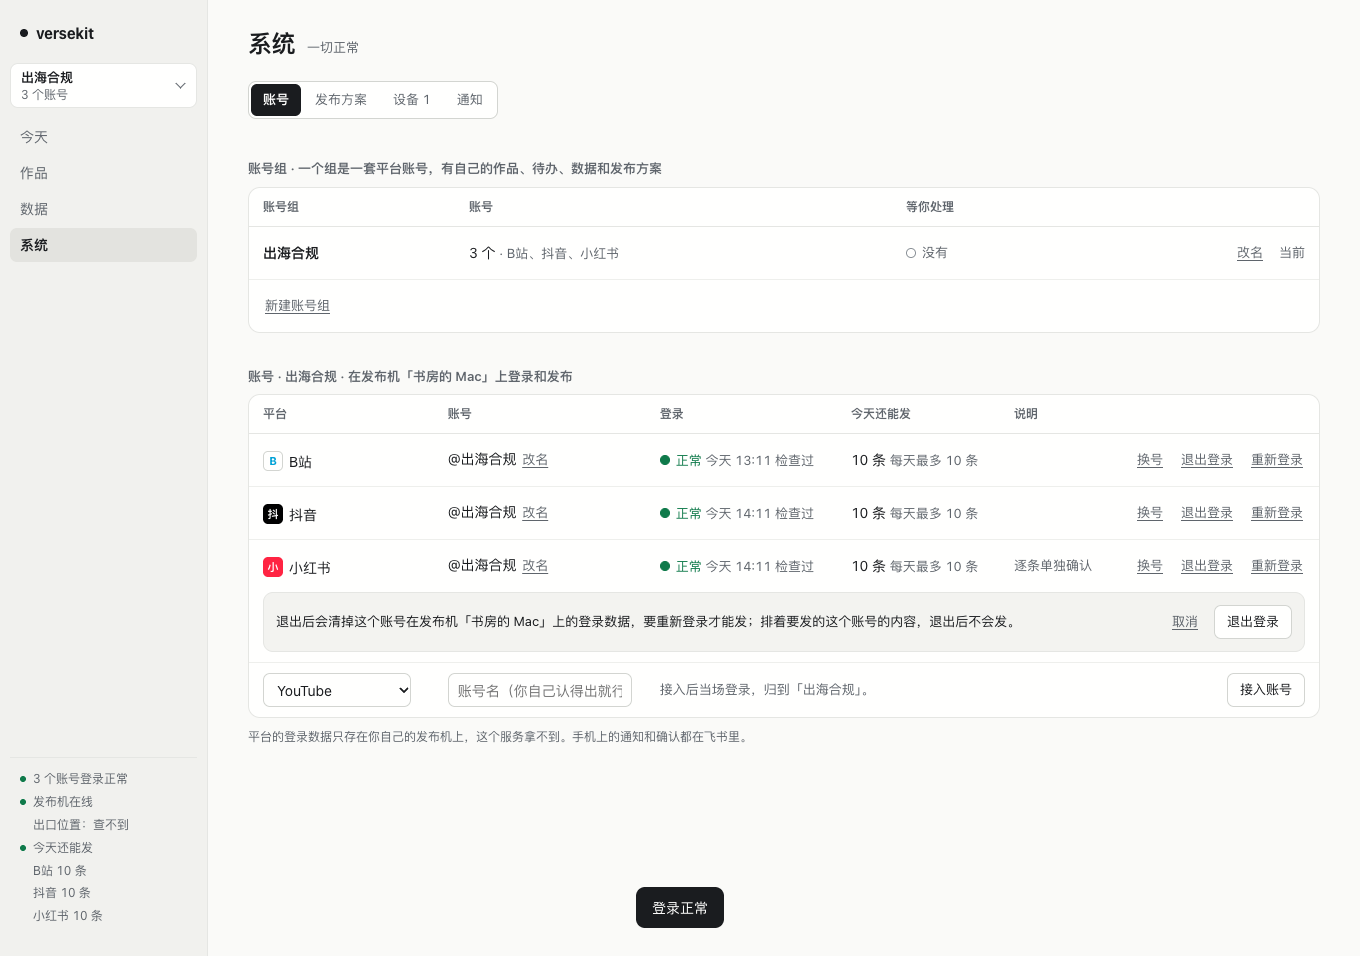 versekit
出海合规
3 个账号
今天
作品
数据
系统
3 个账号登录正常
发布机在线
出口位置：查不到
今天还能发
B站 10 条
抖音 10 条
小红书 10 条
系统 一切正常
账号 发布方案 设备 1 通知
账号组 · 一个组是一套平台账号，有自己的作品、待办、数据和发布方案
账号组 账号 等你处理
出海合规 3 个 · B站、抖音、小红书 没有 改名 当前
新建账号组
账号 · 出海合规 · 在发布机「书房的 Mac」上登录和发布
平台 账号 登录 今天还能发 说明
B B站 @出海合规 改名 正常 今天 13:11 检查过 10 条 每天最多 10 条 换号 退出登录 重新登录
抖 抖音 @出海合规 改名 正常 今天 14:11 检查过 10 条 每天最多 10 条 换号 退出登录 重新登录
小 小红书 @出海合规 改名 正常 今天 14:11 检查过 10 条 每天最多 10 条 逐条单独确认 换号 退出登录 重新登录
退出后会清掉这个账号在发布机「书房的 Mac」上的登录数据，要重新登录才能发；排着要发的这个账号的内容，退出后不会发。 取消 退出登录
YouTube 账号名（你自己认得出就行 接入后当场登录，归到「出海合规」。 接入账号
平台的登录数据只存在你自己的发布机上，这个服务拿不到。手机上的通知和确认都在飞书里。
登录正常